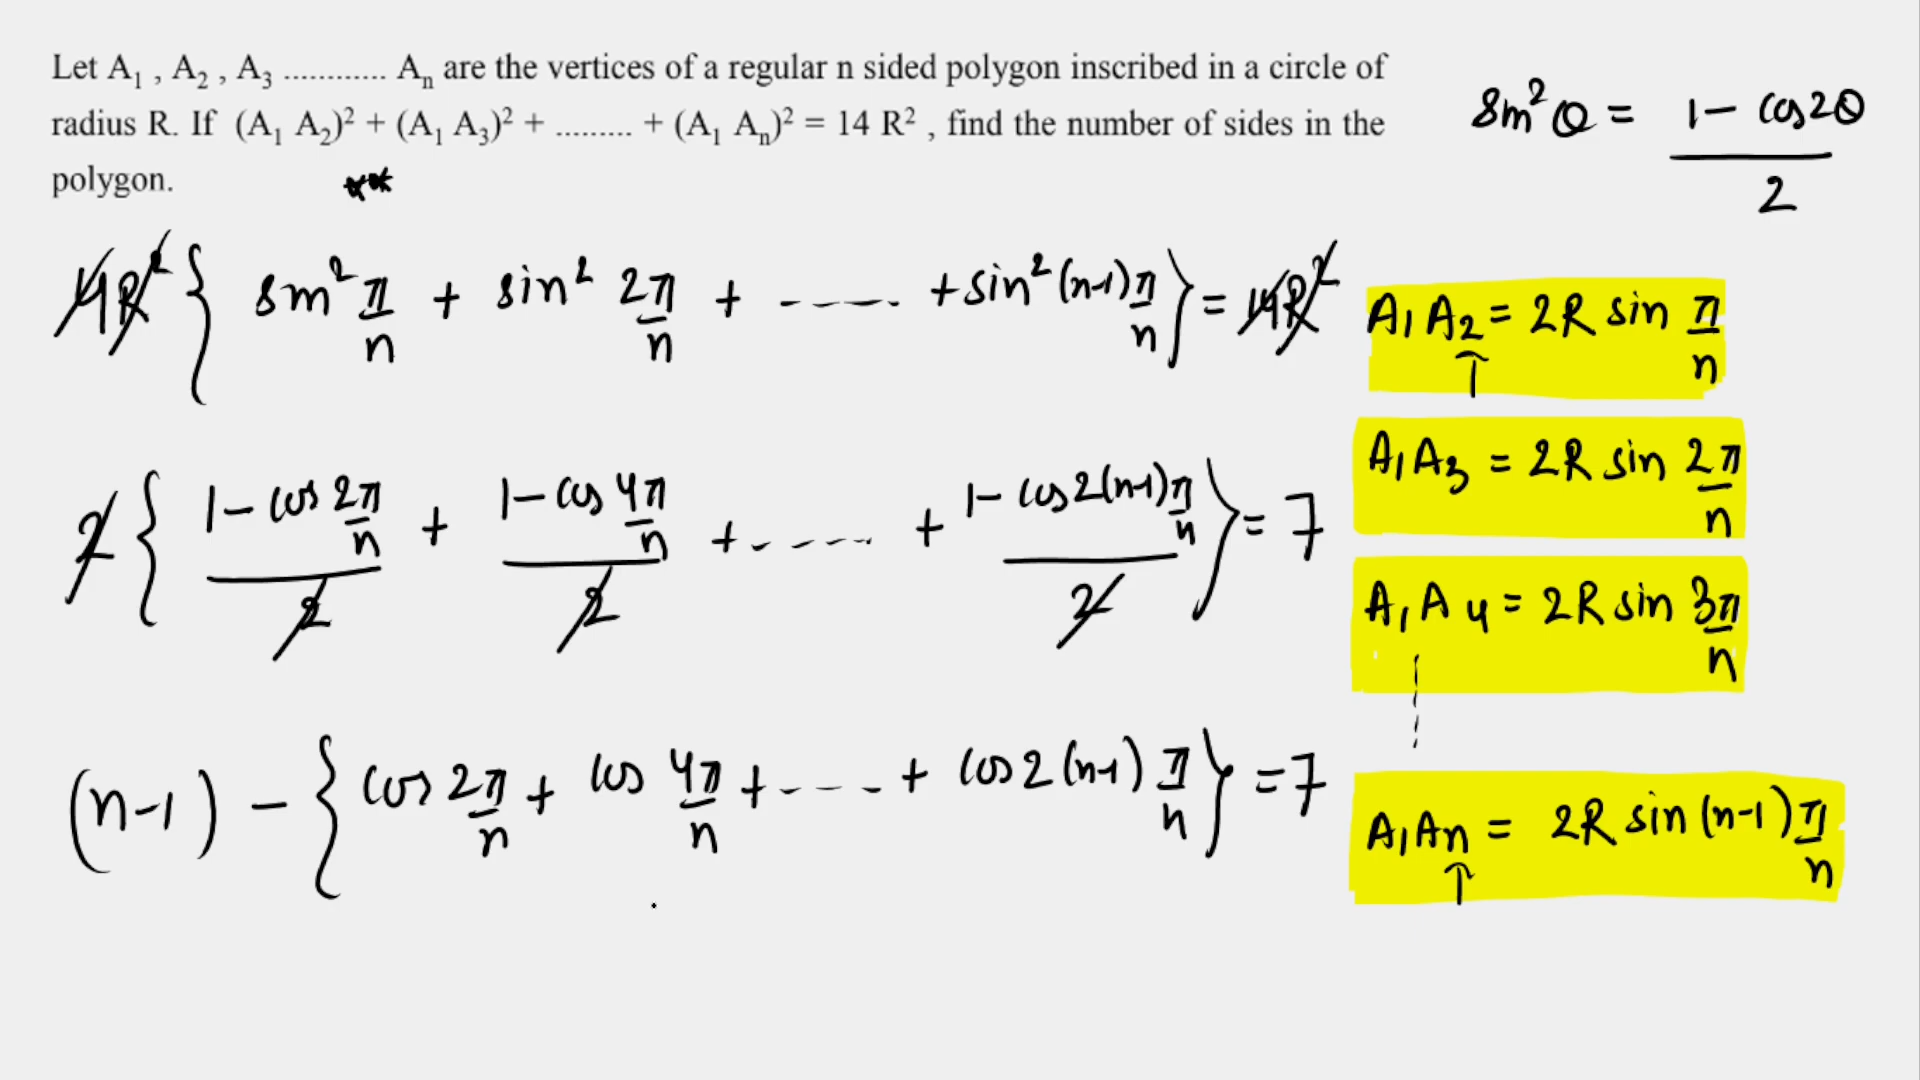 Let A₁ , A₂ , A₃ ............ Aₙ are the vertices of a regular n sided polygon inscribed in a circle of
radius R. If (A₁ A₂)² + (A₁ A₃)² + ......... + (A₁ Aₙ)² = 14 R² , find the number of sides in the
polygon. **
sin²θ = (1 - cos2θ)/2
4R² { sin² π/n + sin² 2π/n + ------ + sin² (n-1)π/n } = 14R²
A₁A₂ = 2R sin π/n
A₁A₃ = 2R sin 2π/n
2 { (1 - cos 2π/n)/2 + (1 - cos 4π/n)/2 + ----- + (1 - cos 2(n-1)π/n)/2 } = 7
A₁A₄ = 2R sin 3π/n
(n-1) - { cos 2π/n + cos 4π/n + ---- + cos 2(n-1) π/n } = 7
A₁Aₙ = 2R sin (n-1) π/n